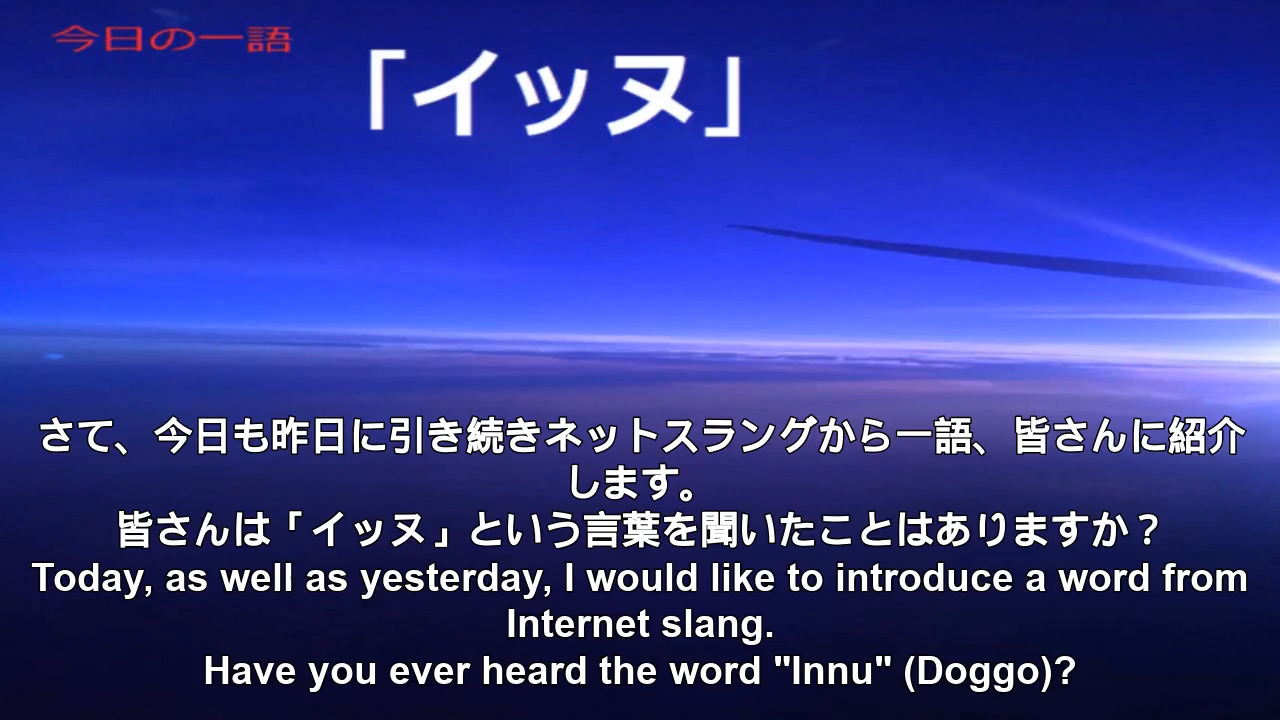 今日の一語
「イッヌ」
さて、今日も昨日に引き続きネットスラングから一語、皆さんに紹介
します。
皆さんは「イッヌ」という言葉を聞いたことはありますか？
Today, as well as yesterday, I would like to introduce a word from
Internet slang.
Have you ever heard the word "Innu" (Doggo)?